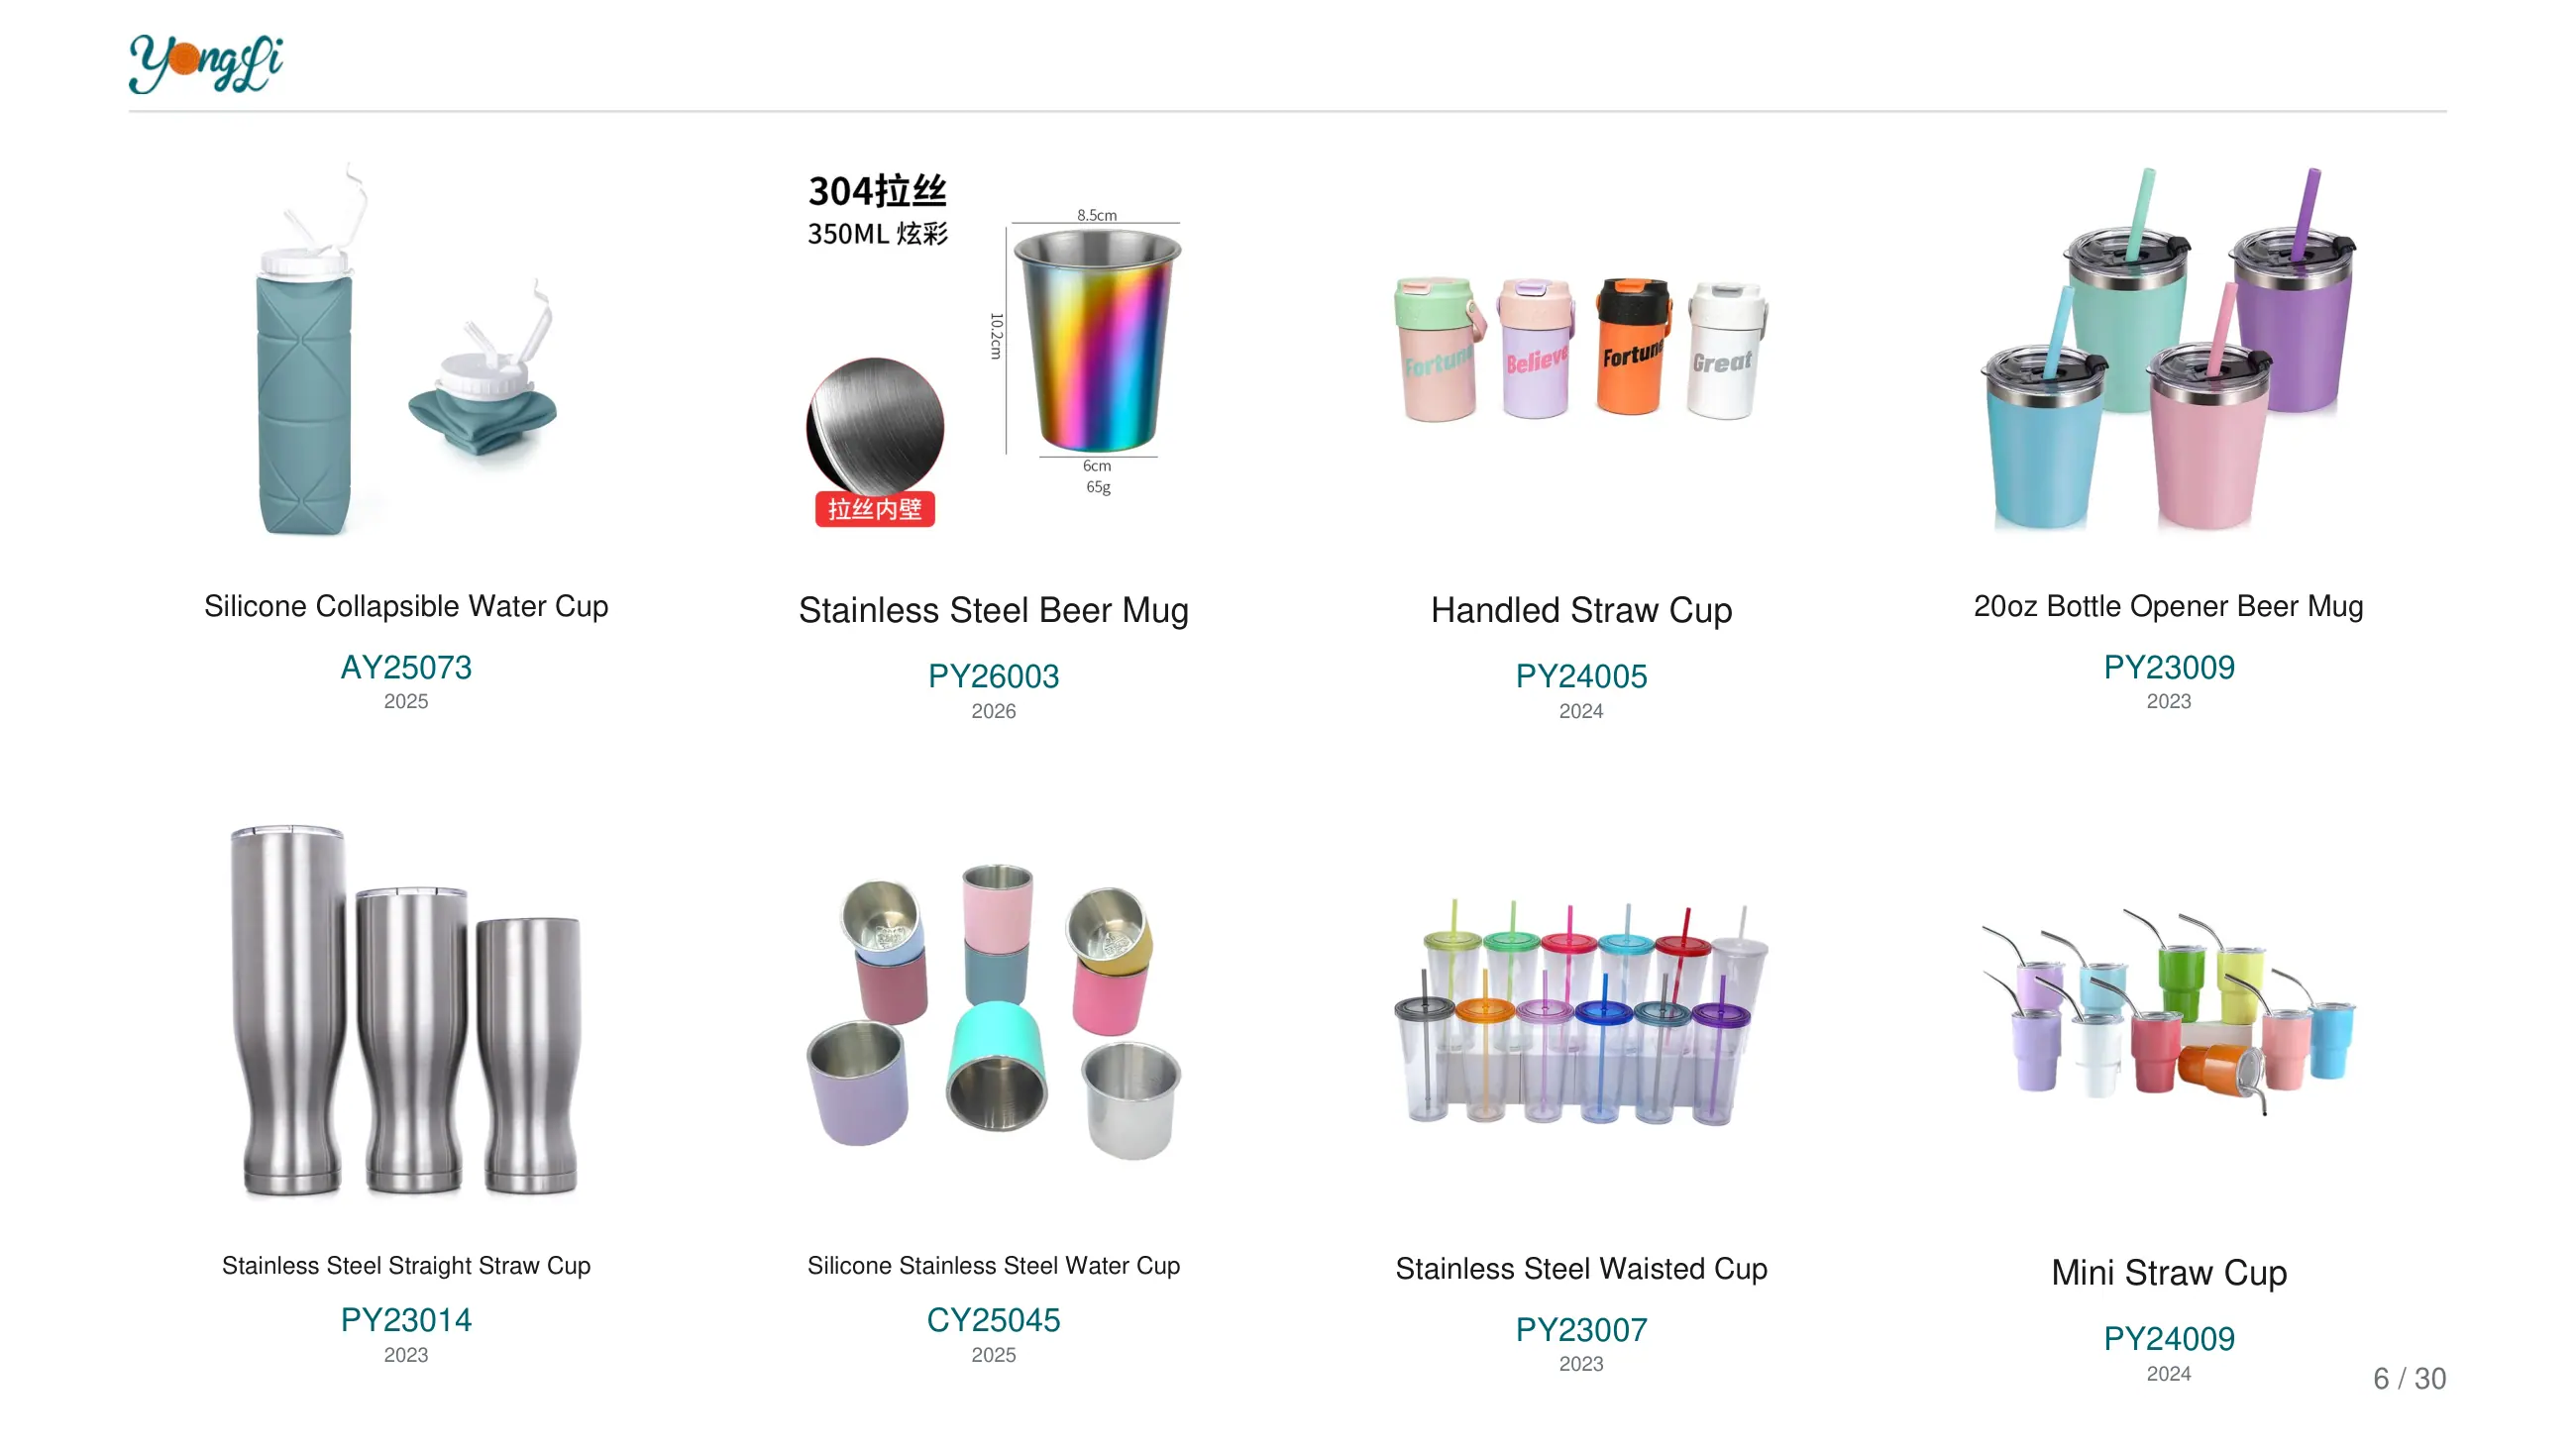 YongLi
304拉丝
350ML 炫彩
8.5cm
10.2cm
6cm
65g
拉丝内壁
Fortune
Believe
Fortune
Great
Silicone Collapsible Water Cup
AY25073
2025
Stainless Steel Beer Mug
PY26003
2026
Handled Straw Cup
PY24005
2024
20oz Bottle Opener Beer Mug
PY23009
2023
Stainless Steel Straight Straw Cup
PY23014
2023
Silicone Stainless Steel Water Cup
CY25045
2025
Stainless Steel Waisted Cup
PY23007
2023
Mini Straw Cup
PY24009
2024
6 / 30